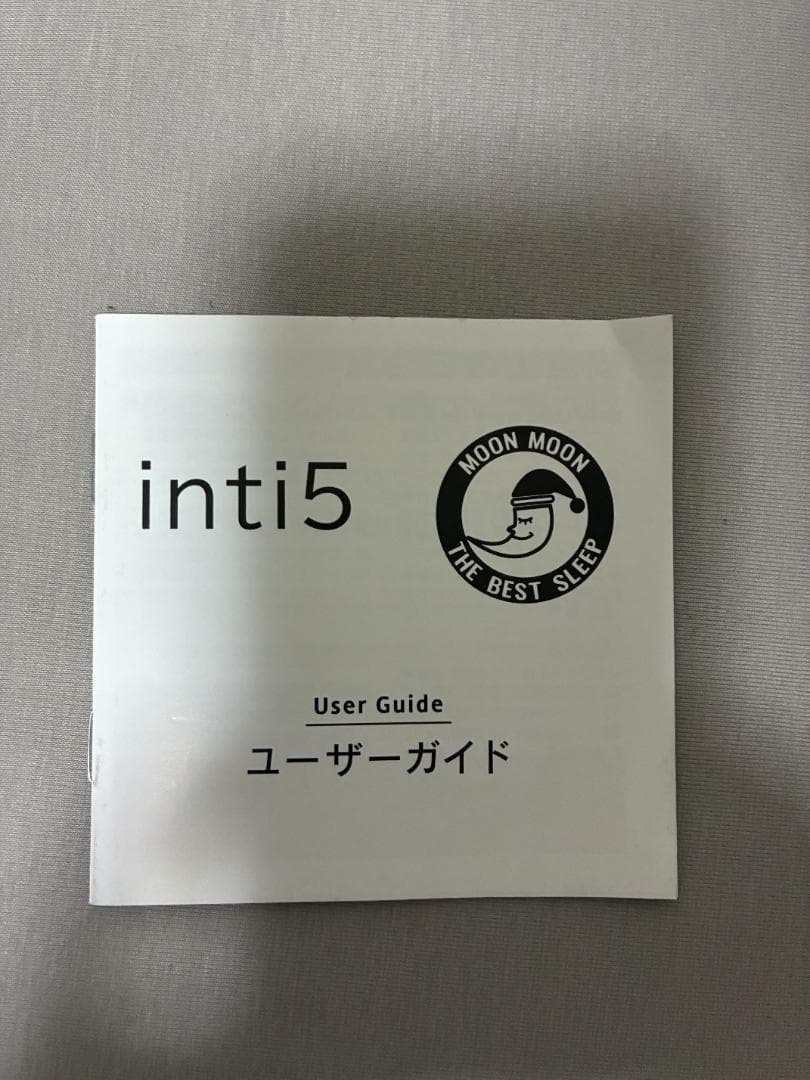 inti5
MOON MOON
THE BEST SLEEP
User Guide
ユーザーガイド